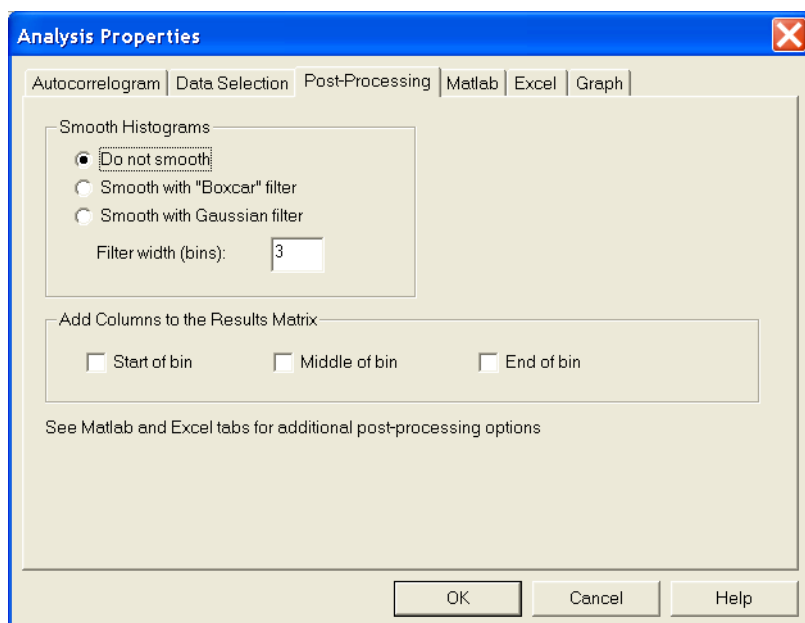 Analysis Properties
Autocorrelogram Data Selection Post-Processing Matlab Excel Graph
Smooth Histograms
Do not smooth
Smooth with "Boxcar" filter
Smooth with Gaussian filter
Filter width (bins): 3
Add Columns to the Results Matrix
Start of bin Middle of bin End of bin
See Matlab and Excel tabs for additional post-processing options
OK Cancel Help